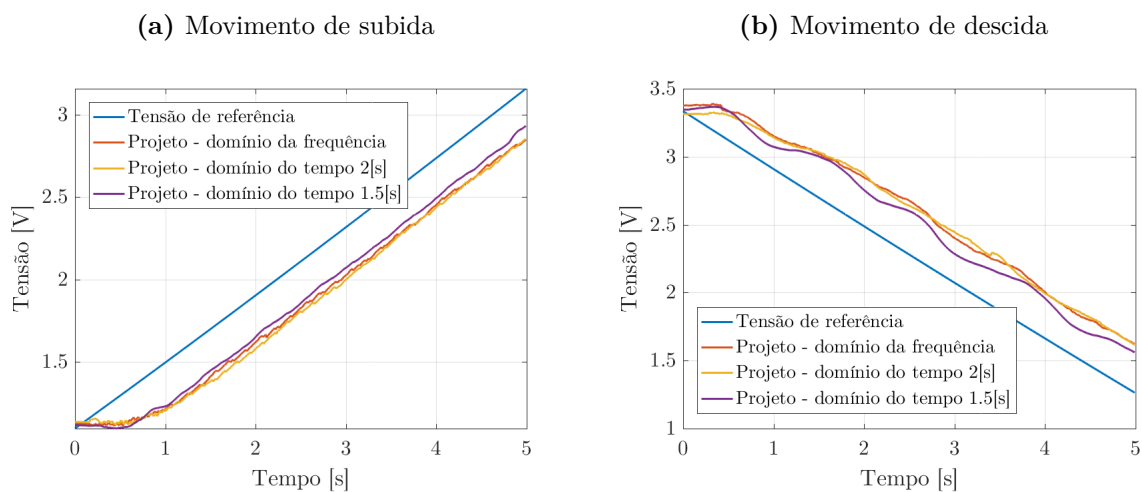 (a) Movimento de subida
(b) Movimento de descida
Tensão [V]
3
2.5
2
1.5
Tensão de referência
Projeto - domínio da frequência
Projeto - domínio do tempo 2[s]
Projeto - domínio do tempo 1.5[s]
0 1 2 3 4 5
Tempo [s]
Tensão [V]
3.5
3
2.5
2
1.5
1
Tensão de referência
Projeto - domínio da frequência
Projeto - domínio do tempo 2[s]
Projeto - domínio do tempo 1.5[s]
0 1 2 3 4 5
Tempo [s]